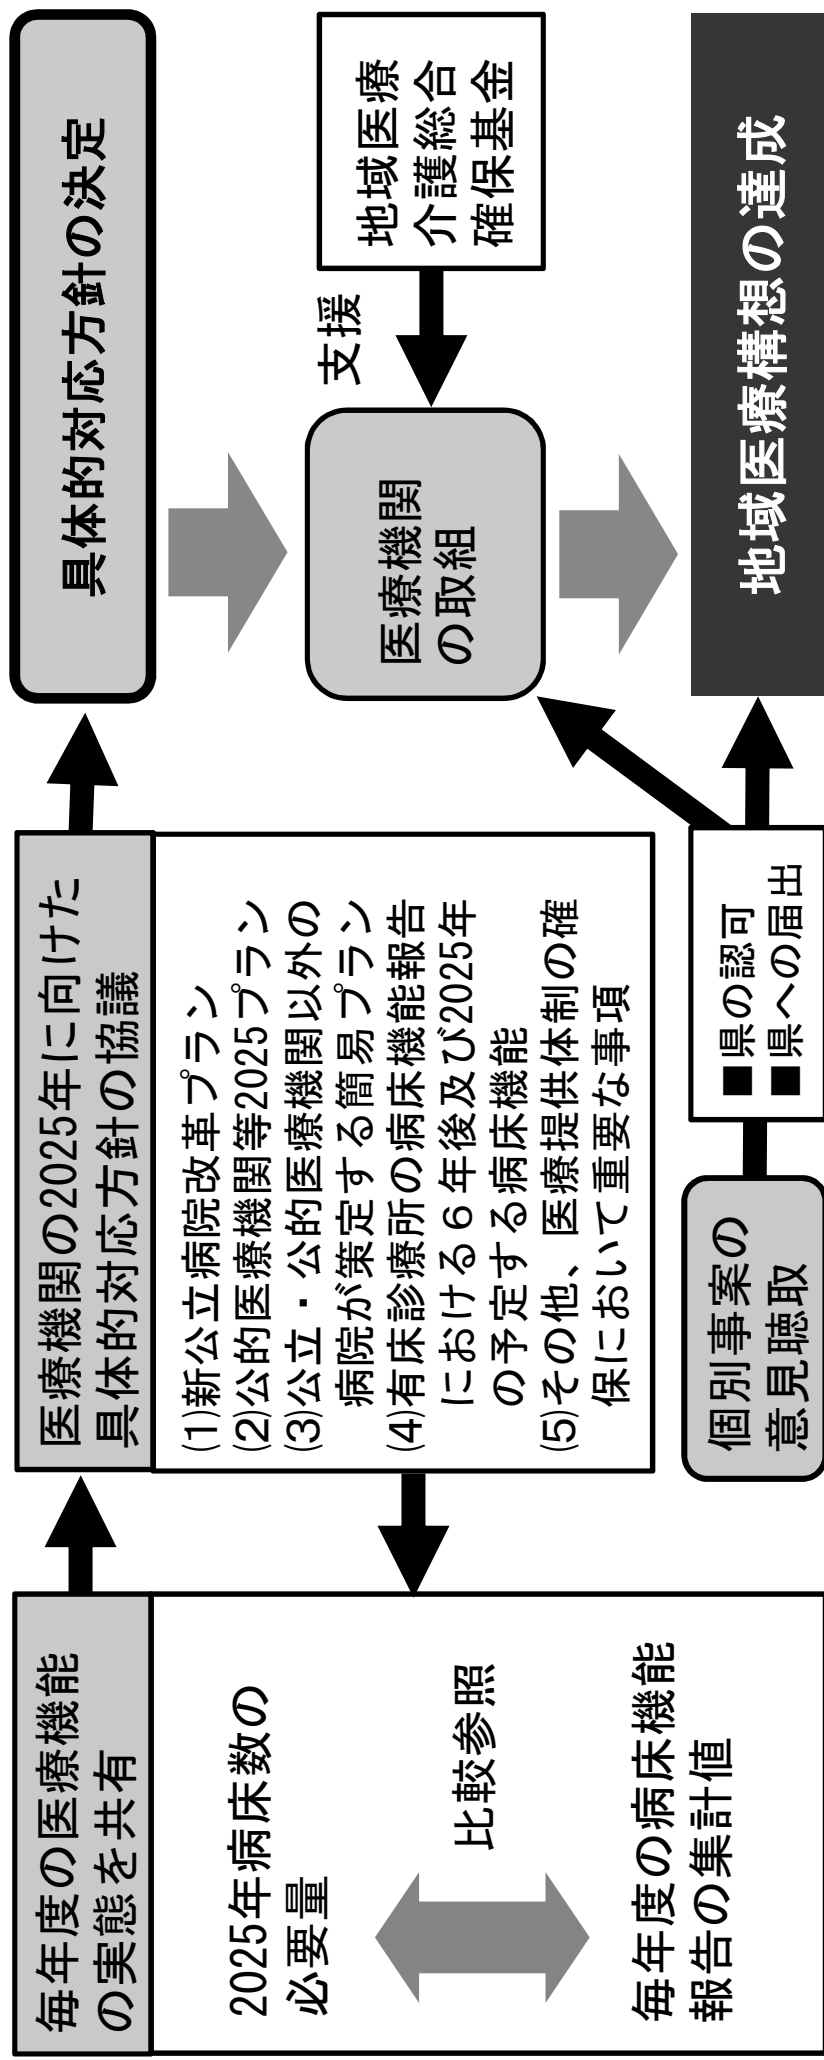 毎年度の医療機能
の実態を共有
2025年病床数の
必要量
比較参照
毎年度の病床機能
報告の集計値
医療機関の2025年に向けた
具体的対応方針の協議
(1)新公立病院改革プラン
(2)公的医療機関等2025プラン
(3)公立・公的医療機関以外の
病院が策定する簡易プラン
(4)有床診療所の病床機能報告
における6年後及び2025年
の予定する病床機能
(5)その他、医療提供体制の確
保において重要な事項
個別事案の
意見聴取
■県の認可
■県への届出
具体的対応方針の決定
医療機関
の取組
支援
地域医療
介護総合
確保基金
地域医療構想の達成